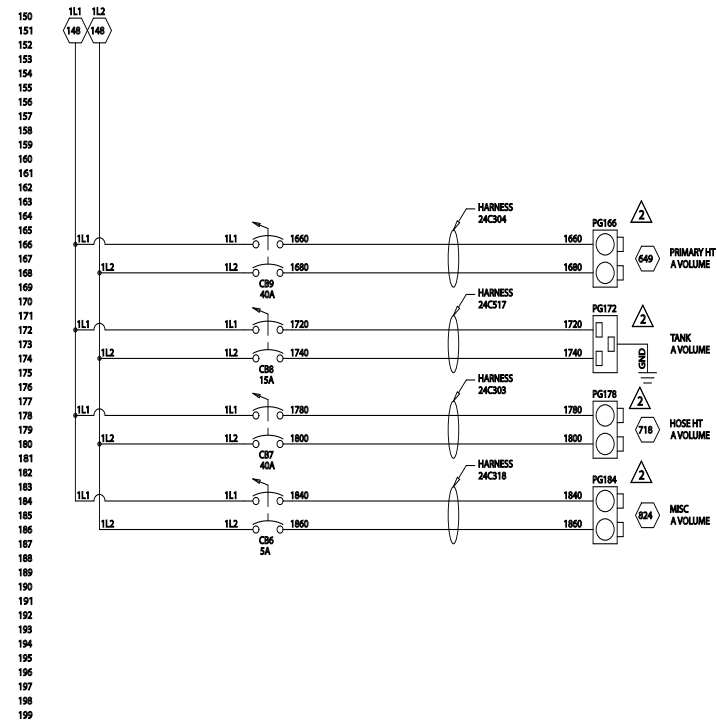 1L1 1L2
150
151 148 148
152
153
154
155
156
157
158
159
160
161
162
163 HARNESS
164 24C304 PG166 2
165
166 1L1 1L1 1660 1660
167 649 PRIMARY HT
A VOLUME
168 1L2 1L2 1680 1680
169 CB9
40A
170 HARNESS
24C517
171 PG172 2
172 1L1 1L1 1720 1720
173 TANK
A VOLUME
174 1L2 1L2 1740 1740 GND
175 CB8
15A
176 HARNESS
24C303
177 PG178 2
178 1L1 1L1 1780 1780
179 718 HOSE HT
A VOLUME
180 1L2 1L2 1800 1800
181 CB7
40A
182 HARNESS
24C318
183 PG184 2
184 1L1 1L1 1840 1840
185 824 MISC
A VOLUME
186 1L2 1L2 1860 1860
187 CB6
5A
188
189
190
191
192
193
194
195
196
197
198
199